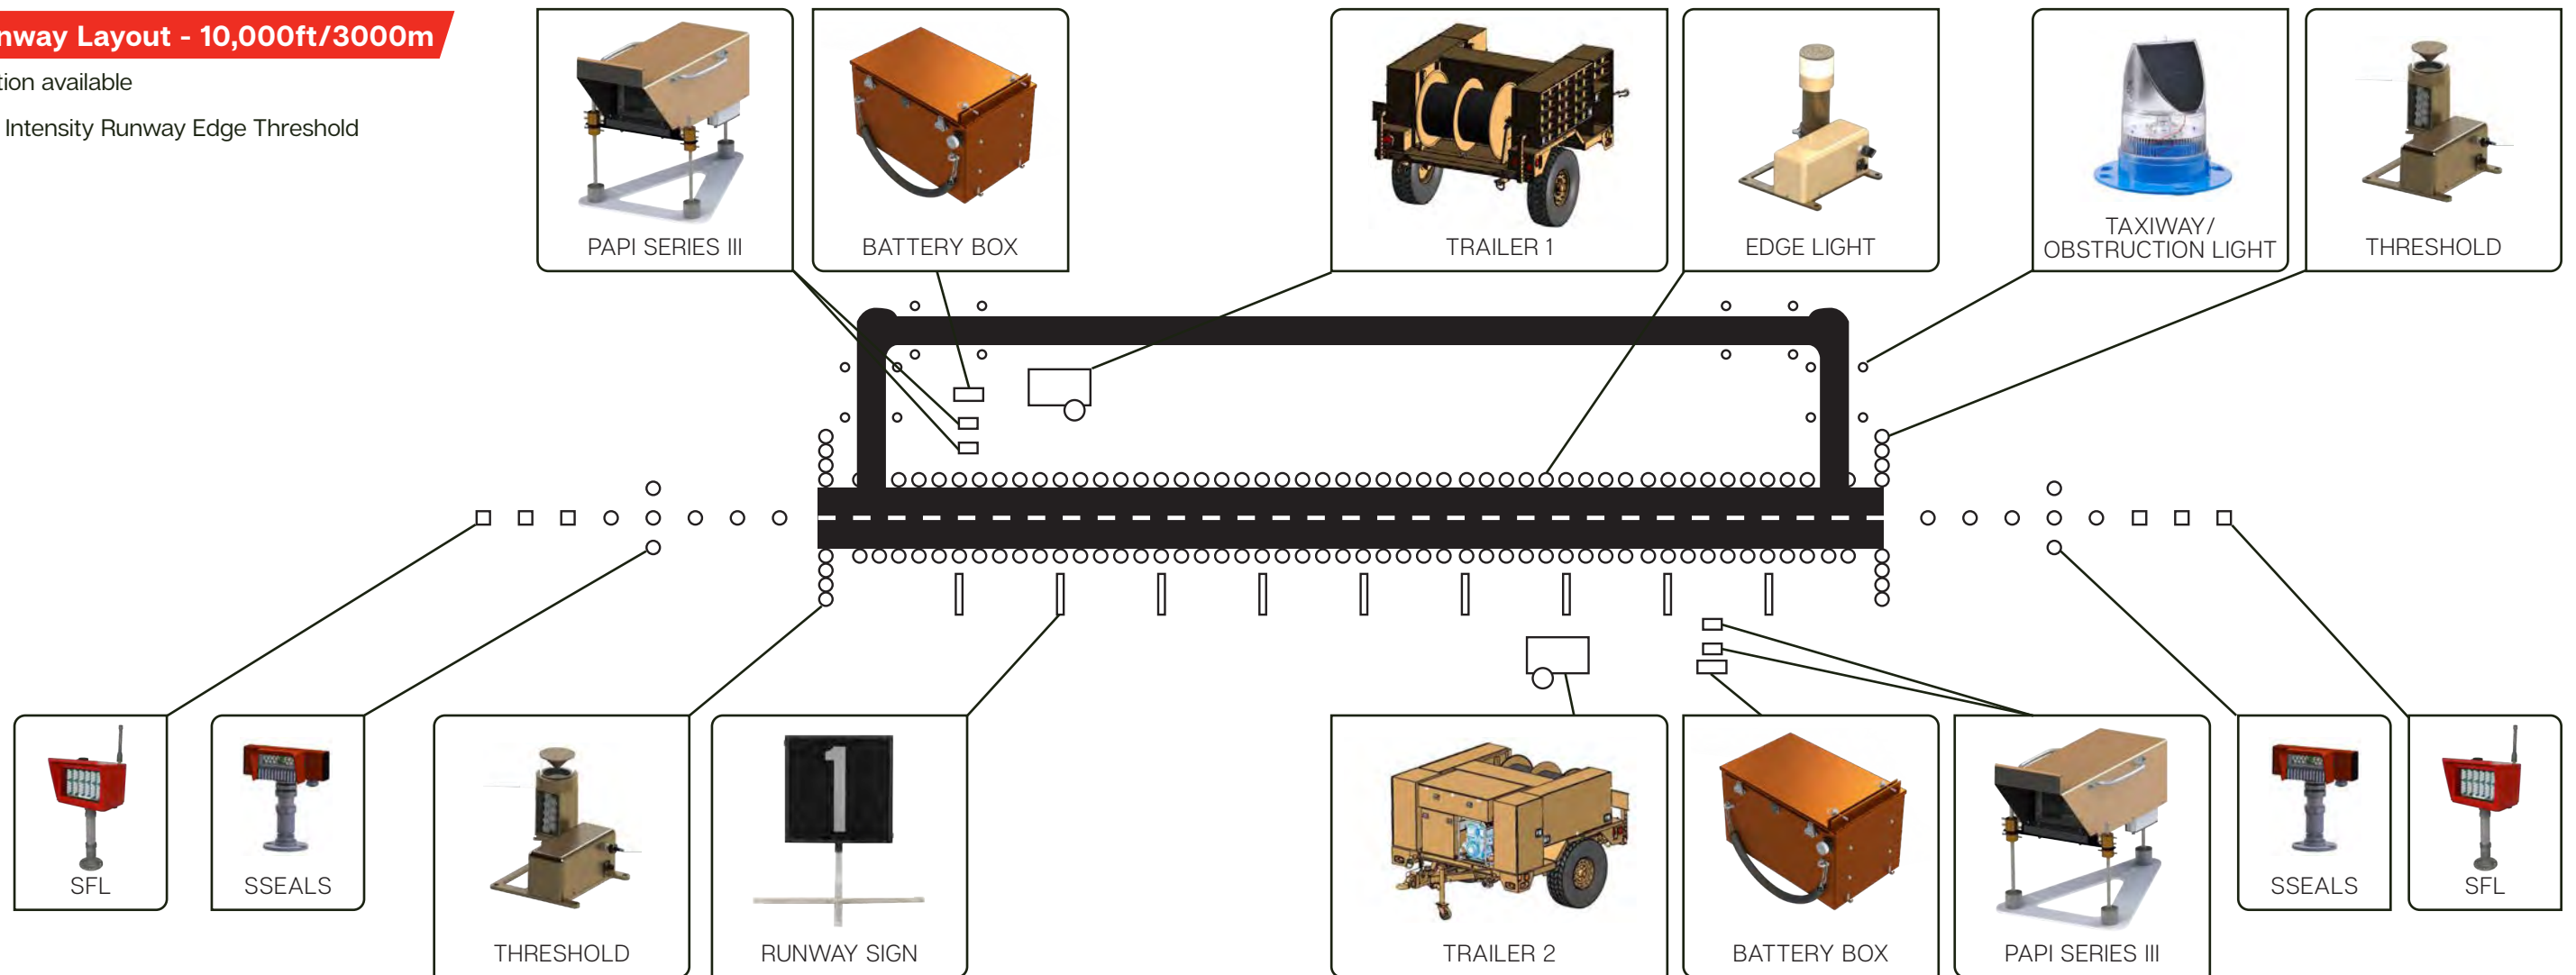 nway Layout - 10,000ft/3000m
tion available
Intensity Runway Edge Threshold
PAPI SERIES III
BATTERY BOX
TRAILER 1
EDGE LIGHT
TAXIWAY/
OBSTRUCTION LIGHT
THRESHOLD
SFL
SSEALS
THRESHOLD
1
RUNWAY SIGN
TRAILER 2
BATTERY BOX
PAPI SERIES III
SSEALS
SFL